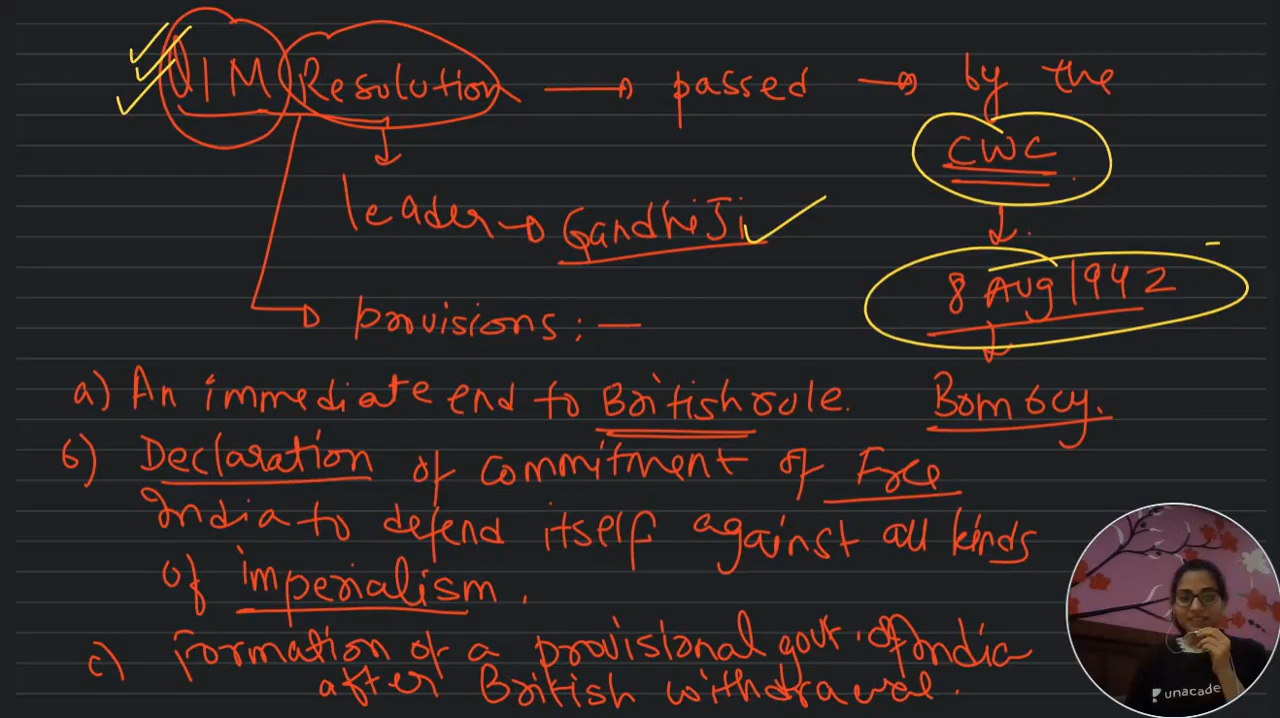 QIM Resolution → passed → by the
CWC
leader → GandhiJi
8 Aug 1942
provisions : —
a) An immediate end to British rule. Bombay.
b) Declaration of commitment of Free
India to defend itself against all kinds
of imperialism.
c) Formation of a provisional govt. of India
after British withdrawal.
unacade